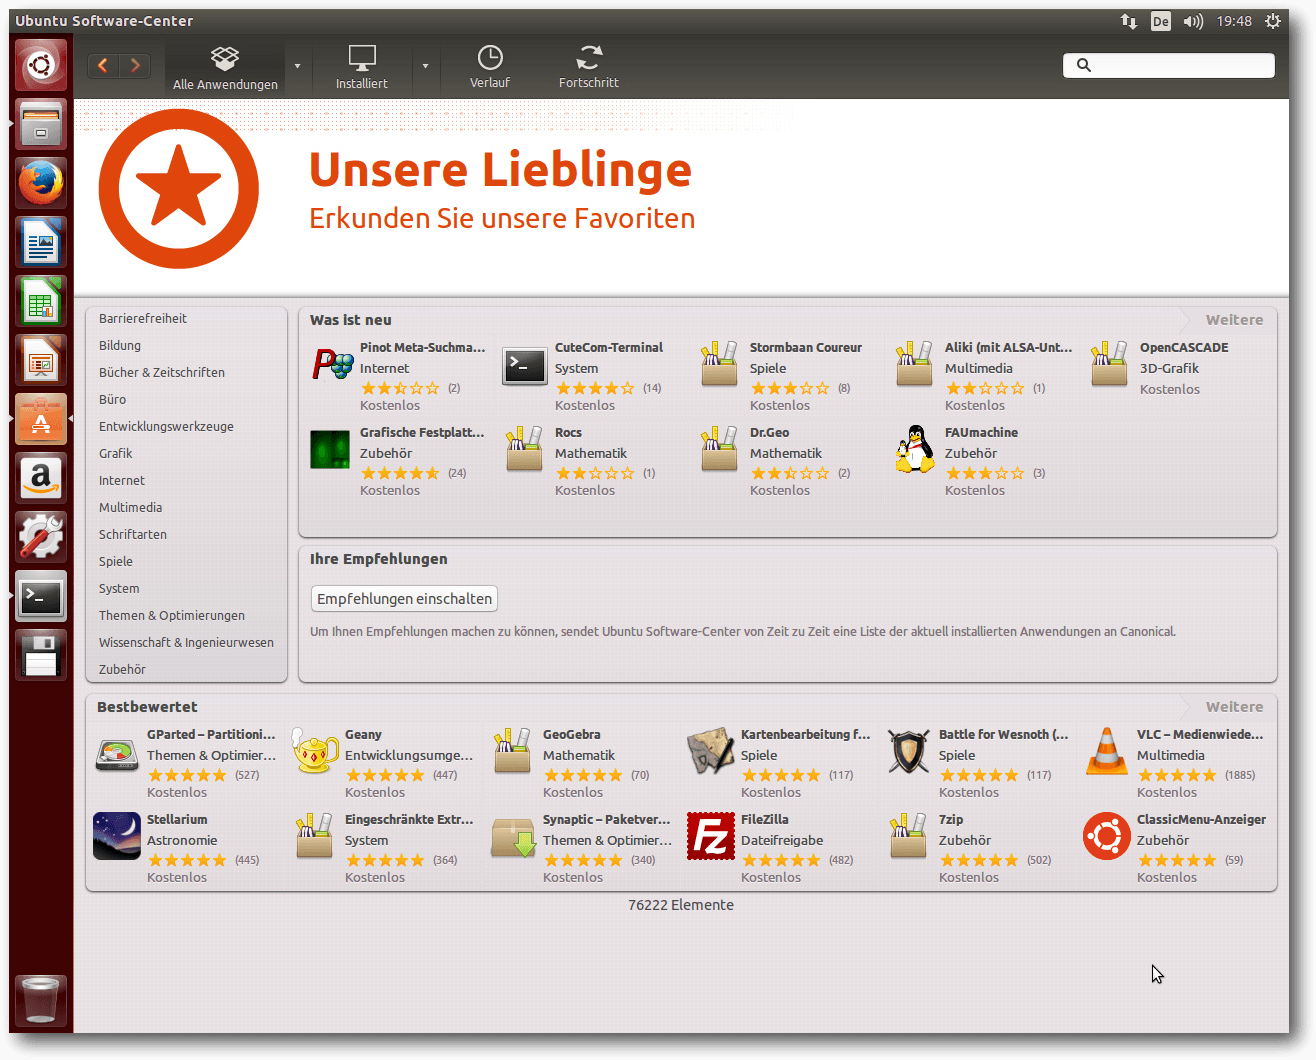 Ubuntu Software-Center
De
19:48
Alle Anwendungen
Installiert
Verlauf
Fortschritt
Unsere Lieblinge
Erkunden Sie unsere Favoriten
Barrierefreiheit
Bildung
Bücher & Zeitschriften
Büro
Entwicklungswerkzeuge
Grafik
Internet
Multimedia
Schriftarten
Spiele
System
Themen & Optimierungen
Wissenschaft & Ingenieurwesen
Zubehör
Was ist neu
Weitere
Pinot Meta-Suchma...
Internet
(2)
Kostenlos
CuteCom-Terminal
System
(14)
Kostenlos
Stormbaan Coureur
Spiele
(8)
Kostenlos
Aliki (mit ALSA-Unt...
Multimedia
(1)
Kostenlos
OpenCASCADE
3D-Grafik
Kostenlos
Grafische Festplatt...
Zubehör
(24)
Kostenlos
Rocs
Mathematik
(1)
Kostenlos
Dr.Geo
Mathematik
(2)
Kostenlos
FAUmachine
Zubehör
(3)
Kostenlos
Ihre Empfehlungen
Empfehlungen einschalten
Um Ihnen Empfehlungen machen zu können, sendet Ubuntu Software-Center von Zeit zu Zeit eine Liste der aktuell installierten Anwendungen an Canonical.
Bestbewertet
Weitere
GParted – Partitioni...
Themen & Optimier...
(527)
Kostenlos
Geany
Entwicklungsumge...
(447)
Kostenlos
GeoGebra
Mathematik
(70)
Kostenlos
Kartenbearbeitung f...
Spiele
(117)
Kostenlos
Battle for Wesnoth (...
Spiele
(117)
Kostenlos
VLC – Medienwiede...
Multimedia
(1885)
Kostenlos
Stellarium
Astronomie
(445)
Kostenlos
Eingeschränkte Extr...
System
(364)
Kostenlos
Synaptic – Paketver...
Themen & Optimier...
(340)
Kostenlos
Fz
FileZilla
Dateifreigabe
(482)
Kostenlos
7zip
Zubehör
(502)
Kostenlos
ClassicMenu-Anzeiger
Zubehör
(59)
Kostenlos
76222 Elemente